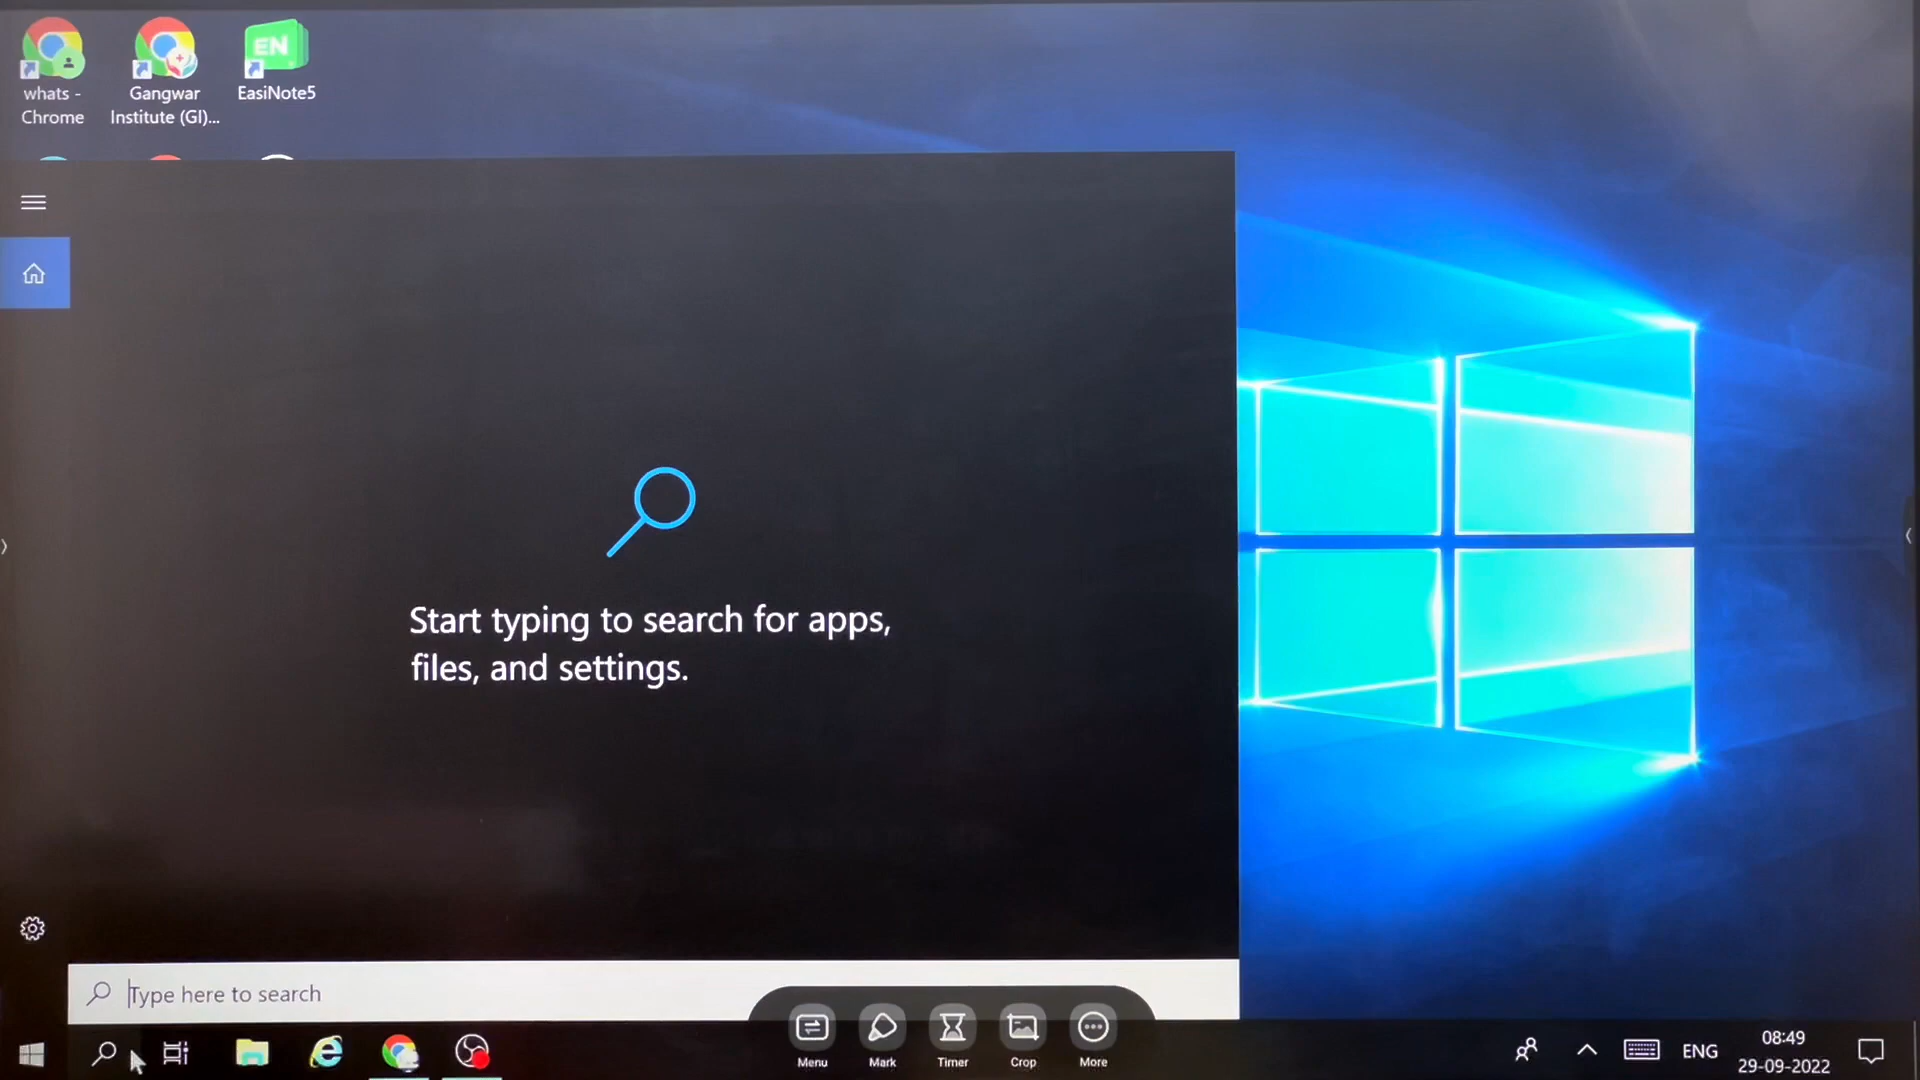 whats -
Chrome
Gangwar
Institute (GI)...
EN
EasiNote5
Start typing to search for apps,
files, and settings.
Type here to search
Menu
Mark
Timer
Crop
More
ENG
08:49
29-09-2022